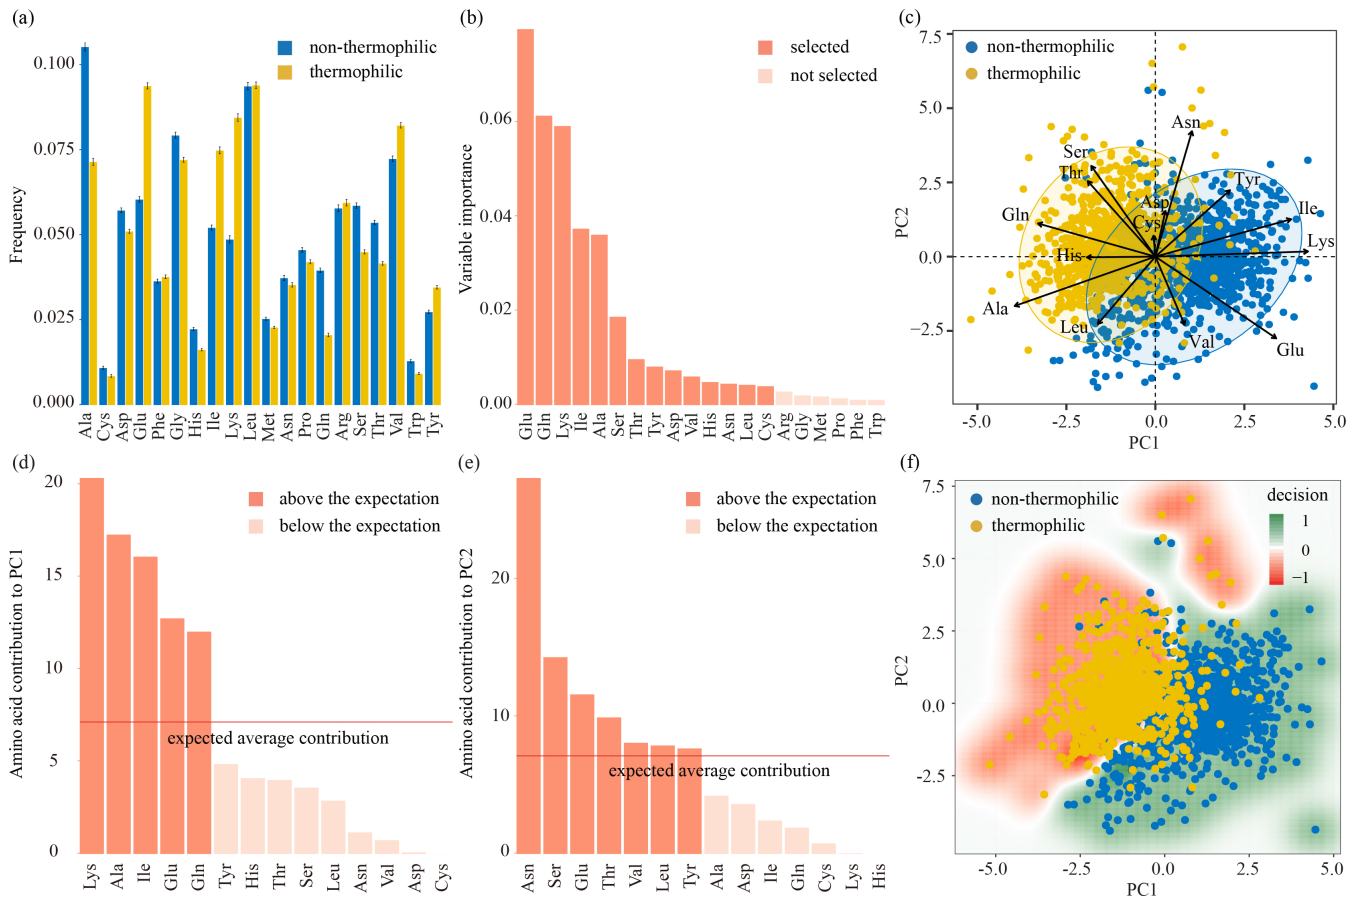 (a)
non-thermophilic
thermophilic
Frequency
0.100
0.075
0.050
0.025
0.000
Ala Cys Asp Glu Phe Gly His Ile Lys Leu Met Asn Pro Gln Arg Ser Thr Val Trp Tyr
(b)
selected
not selected
Variable importance
0.06
0.04
0.02
0.00
Glu Gln Lys Ile Ala Ser Thr Tyr Asp Val His Asn Leu Cys Arg Gly Met Pro Phe Trp
(c)
non-thermophilic
thermophilic
PC2
7.5
5.0
2.5
0.0
−2.5
Asn
Ser
Thr
Tyr
Asp
Gln
Cys
Ile
Lys
His
Ala
Leu
Val
Glu
-5.0 -2.5 0.0 2.5 5.0
PC1
(d)
above the expectation
below the expectation
Amino acid contribution to PC1
20
15
10
5
0
expected average contribution
Lys Ala Ile Glu Gln Tyr His Thr Ser Leu Asn Val Asp Cys
(e)
above the expectation
below the expectation
Amino acid contribution to PC2
20
10
0
expected average contribution
Asn Ser Glu Thr Val Leu Tyr Ala Asp Ile Gln Cys Lys His
(f)
non-thermophilic
thermophilic
decision
1
0
−1
PC2
7.5
5.0
2.5
0.0
-2.5
-5.0 -2.5 0.0 2.5 5.0
PC1